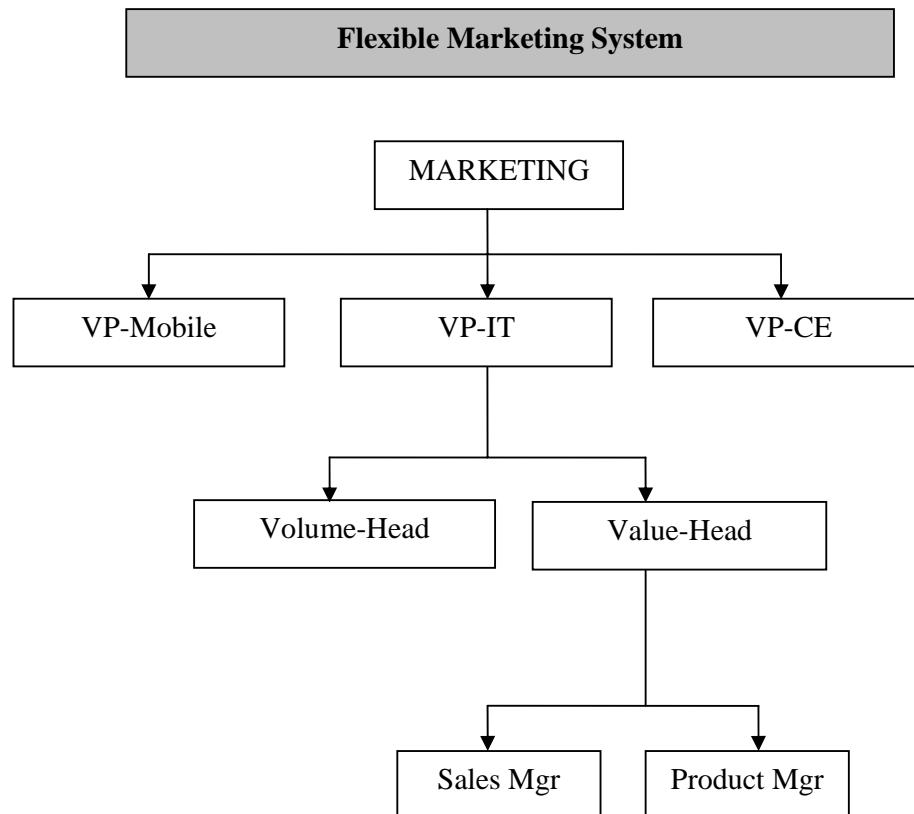 Flexible Marketing System
MARKETING
VP-Mobile
VP-IT
VP-CE
Volume-Head
Value-Head
Sales Mgr
Product Mgr